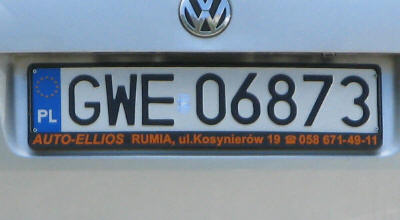 PL GWE 06873
AUTO-ELLIOS RUMIA, ul.Kosynierów 19 ☎ 058 671-49-11